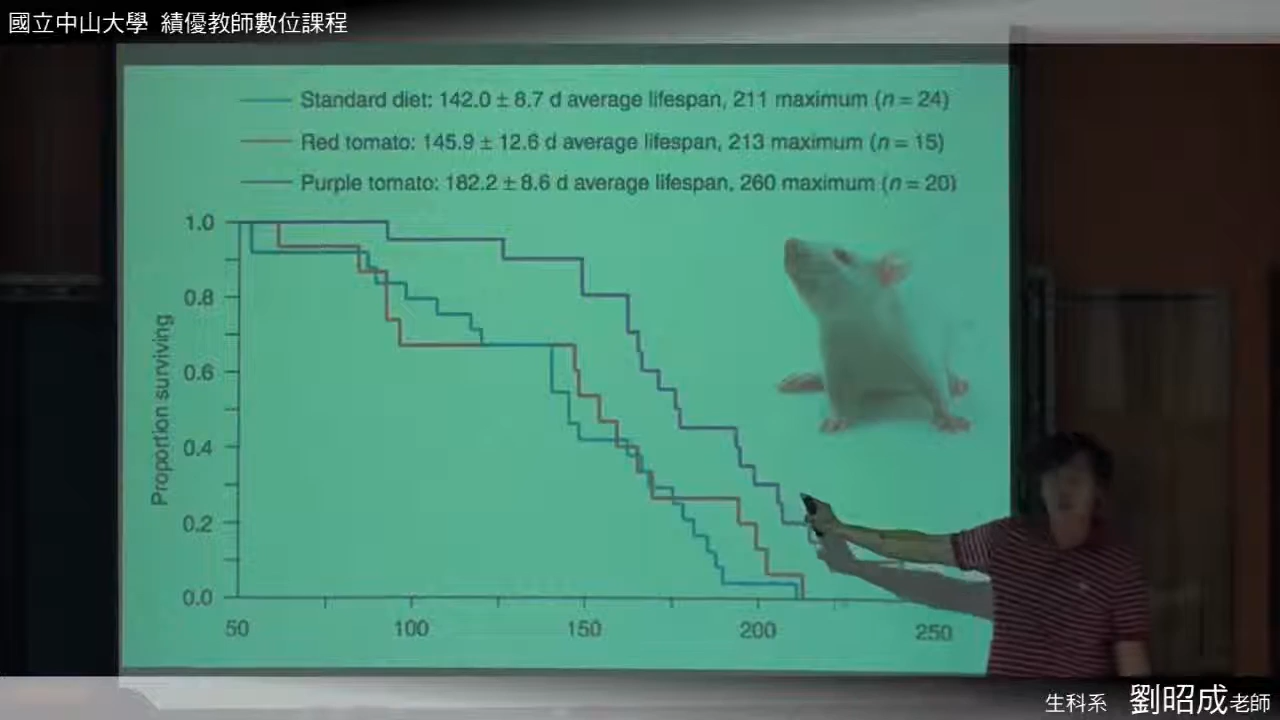 國立中山大學 績優教師數位課程
Standard diet: 142.0 ± 8.7 d average lifespan, 211 maximum (n = 24)
Red tomato: 145.9 ± 12.6 d average lifespan, 213 maximum (n = 15)
Purple tomato: 182.2 ± 8.6 d average lifespan, 260 maximum (n = 20)
Proportion surviving
1.0
0.8
0.6
0.4
0.2
0.0
50 100 150 200 250
生科系 劉昭成老師